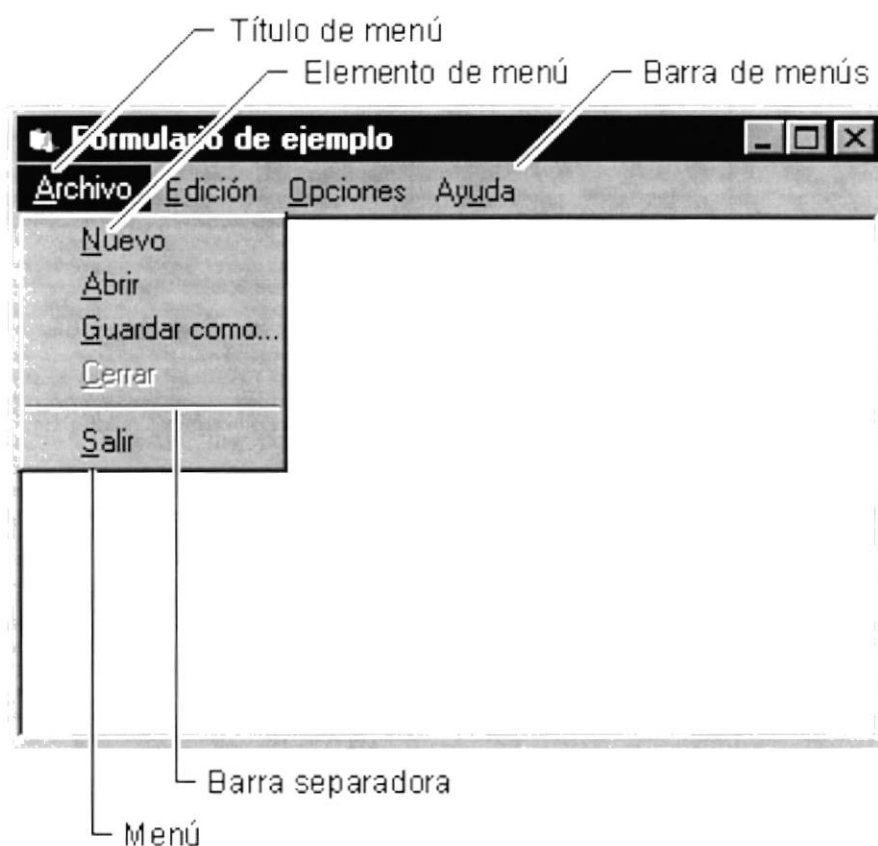 Título de menú
Elemento de menú
Barra de menús
Formulario de ejemplo
Archivo Edición Opciones Ayuda
Nuevo
Abrir
Guardar como...
Cerrar
Salir
Barra separadora
Menú